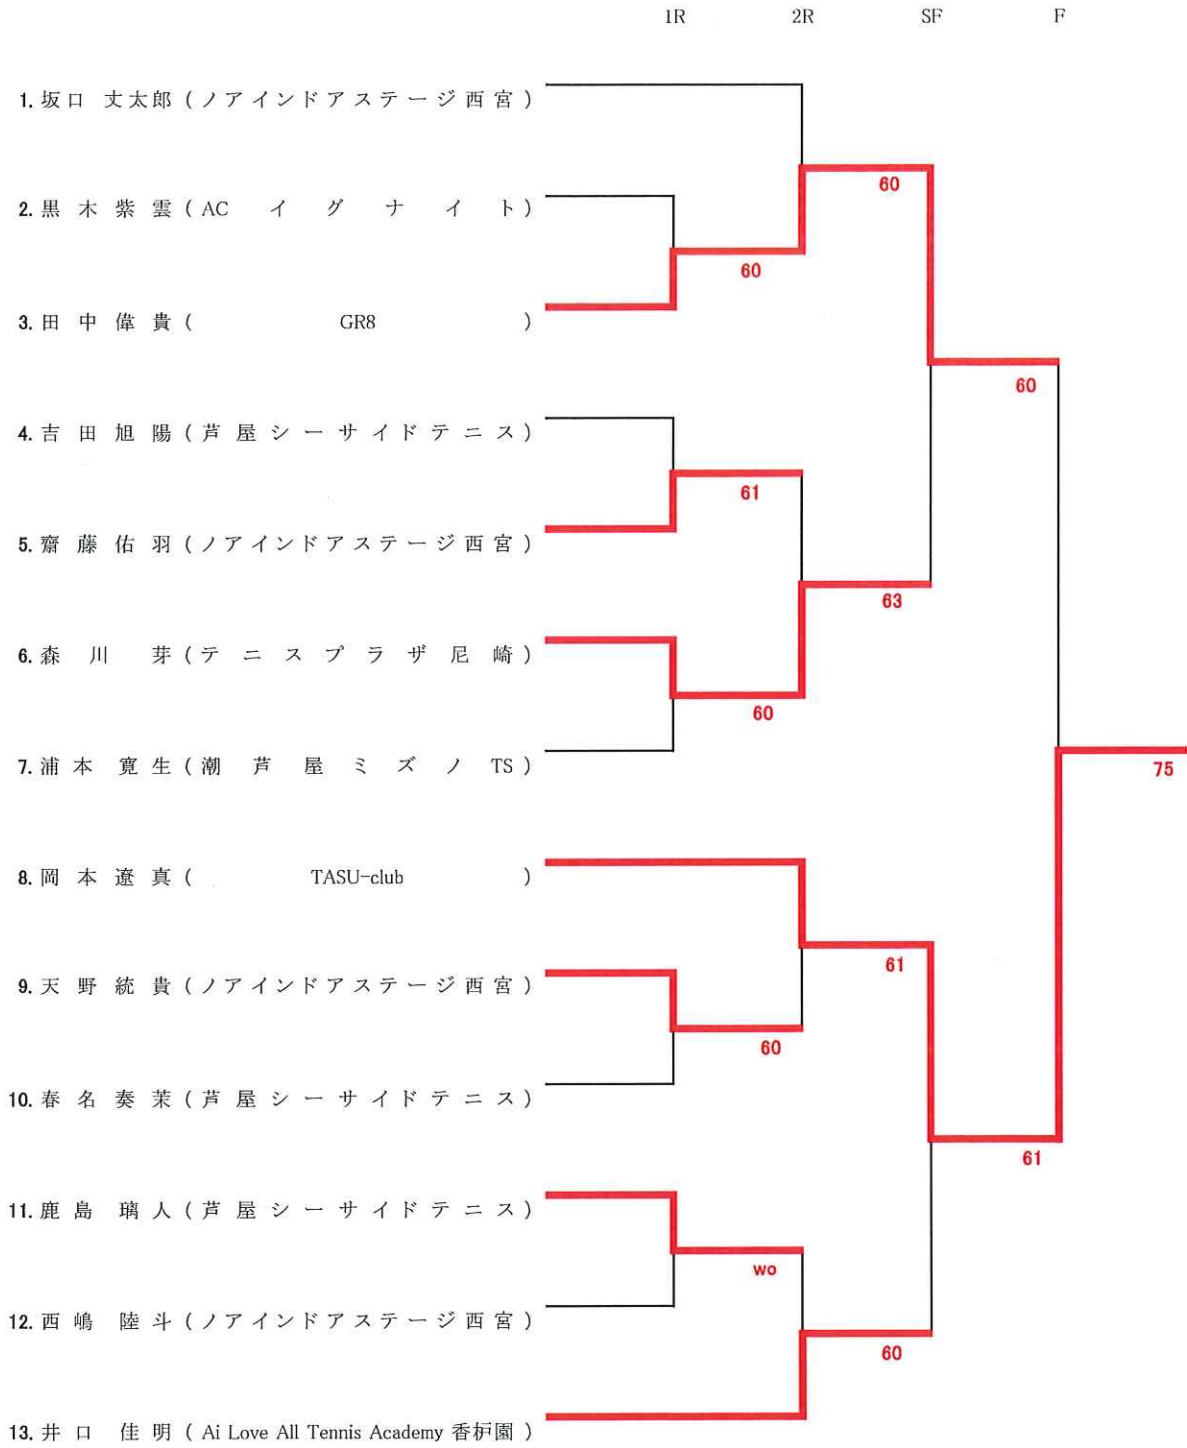 1R 2R SF F
1. 坂口 丈太郎 (ノアインドアステージ西宮)
60
2. 黒木紫雲 (AC イグナイト)
60
3. 田中偉貴 (GR8)
60
4. 吉田旭陽 (芦屋シーサイドテニス)
61
5. 齋藤佑羽 (ノアインドアステージ西宮)
63
6. 森川 芽 (テニスプラザ尼崎)
60
7. 浦本 寛生 (潮芦屋ミズノTS)
75
8. 岡本遼真 (TASU-club)
61
9. 天野統貴 (ノアインドアステージ西宮)
60
10. 春名奏茉 (芦屋シーサイドテニス)
61
11. 鹿島 璃人 (芦屋シーサイドテニス)
wo
12. 西嶋 陸斗 (ノアインドアステージ西宮)
60
13. 井口 佳明 (Ai Love All Tennis Academy 香枦園)